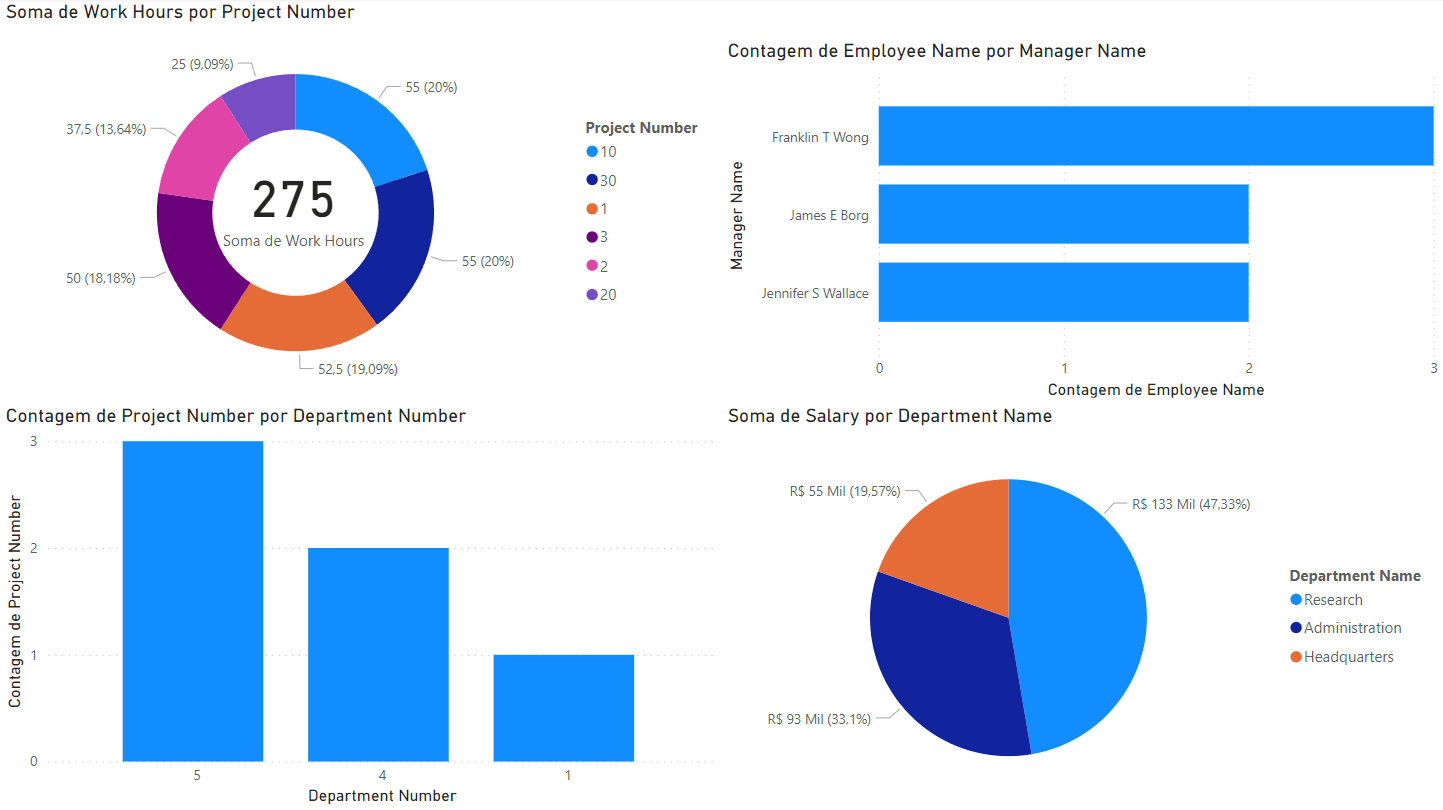 Soma de Work Hours por Project Number
25 (9,09%)
55 (20%)
37,5 (13,64%)
275
Soma de Work Hours
50 (18,18%)
55 (20%)
52,5 (19,09%)
Project Number
10
30
1
3
2
20
Contagem de Employee Name por Manager Name
Manager Name
Franklin T Wong
James E Borg
Jennifer S Wallace
0 1 2 3
Contagem de Employee Name
Contagem de Project Number por Department Number
Contagem de Project Number
3
2
1
0
5 4 1
Department Number
Soma de Salary por Department Name
R$ 55 Mil (19,57%)
R$ 133 Mil (47,33%)
R$ 93 Mil (33,1%)
Department Name
Research
Administration
Headquarters